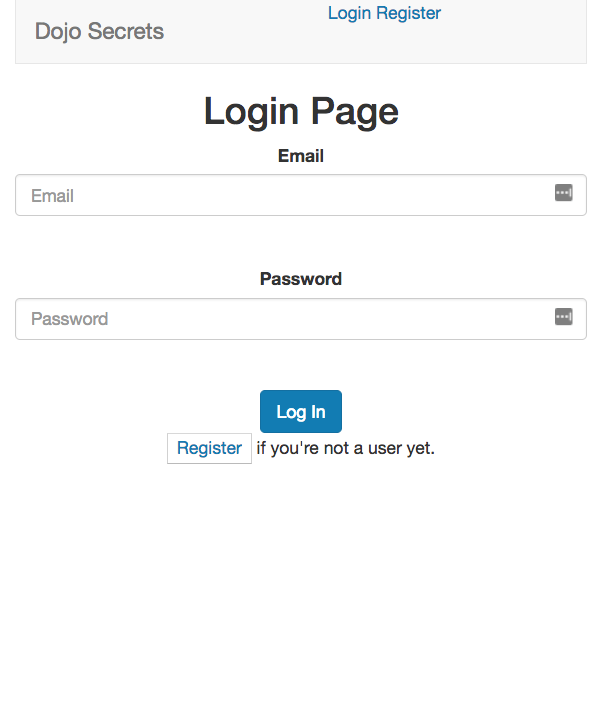 Login Register
Dojo Secrets
Login Page
Email
Email
Password
Password
Log In
Register if you're not a user yet.